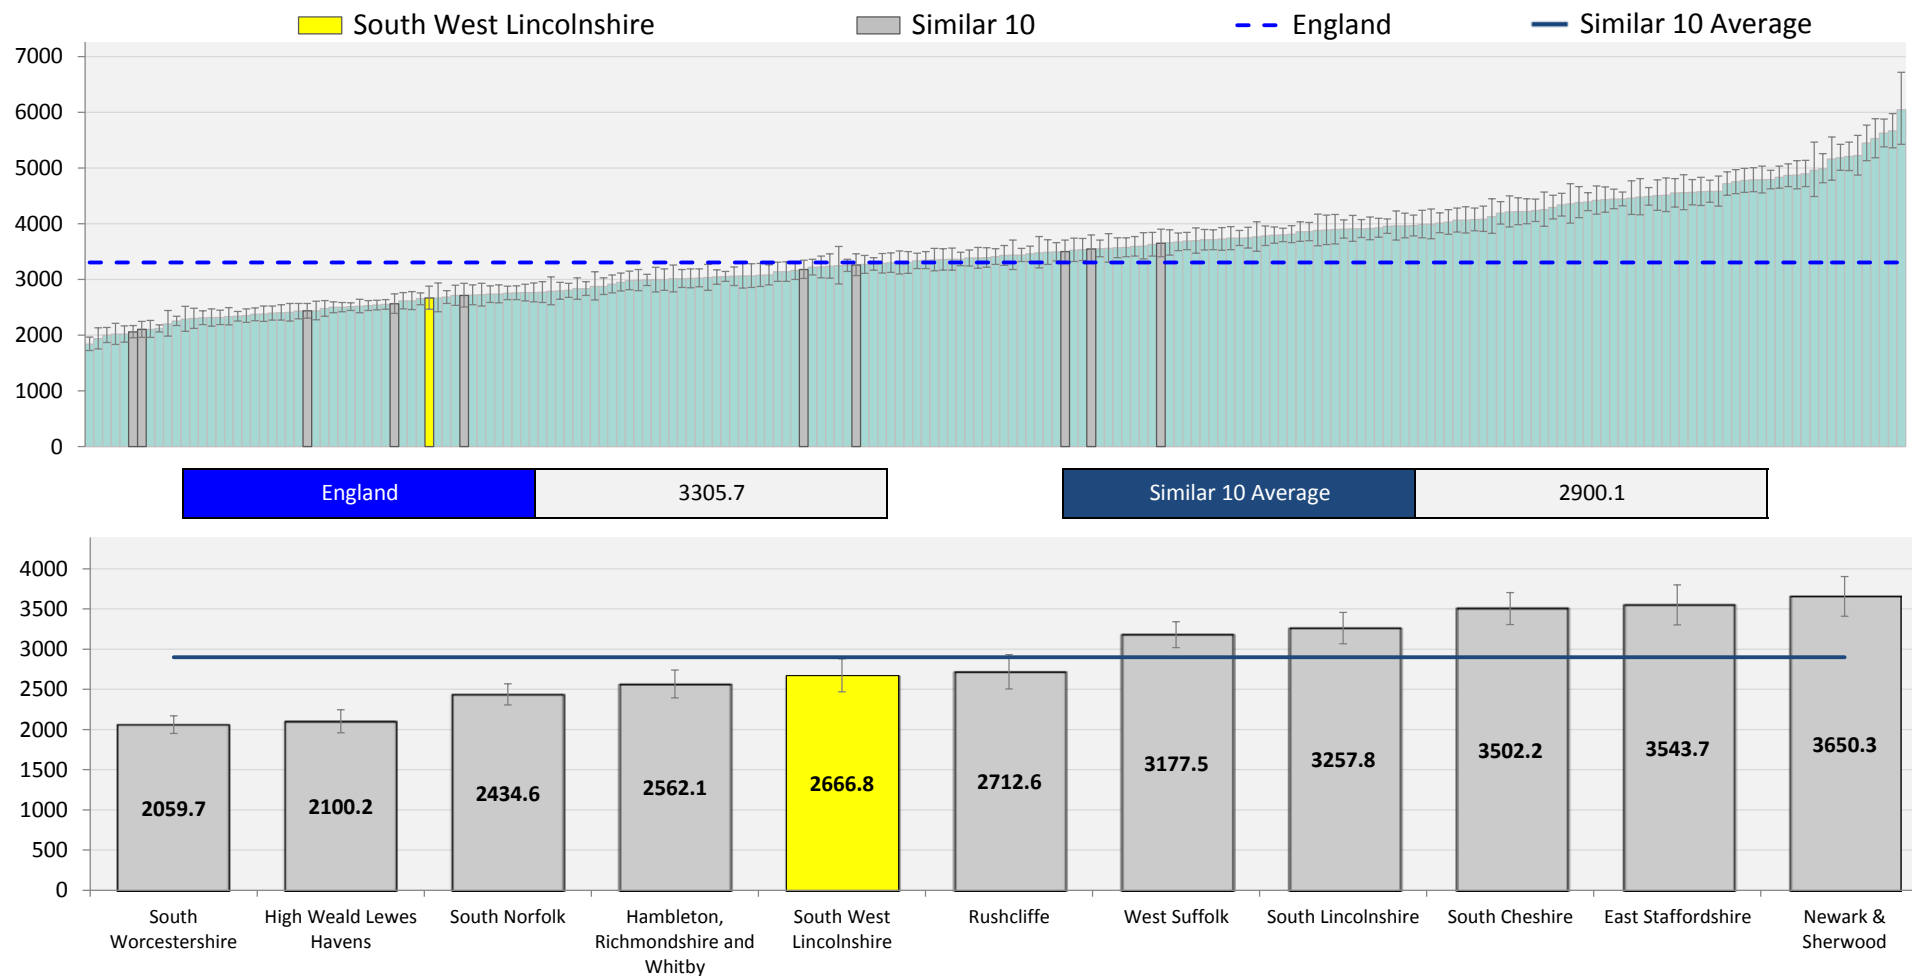 South West Lincolnshire
Similar 10
England
Similar 10 Average
7000
6000
5000
4000
3000
2000
1000
0
England
3305.7
Similar 10 Average
2900.1
4000
3500
3000
2500
2000
1500
1000
500
0
2059.7
2100.2
2434.6
2562.1
2666.8
2712.6
3177.5
3257.8
3502.2
3543.7
3650.3
South
Worcestershire
High Weald Lewes
Havens
South Norfolk
Hambleton,
Richmondshire and
Whitby
South West
Lincolnshire
Rushcliffe
West Suffolk
South Lincolnshire
South Cheshire
East Staffordshire
Newark &
Sherwood